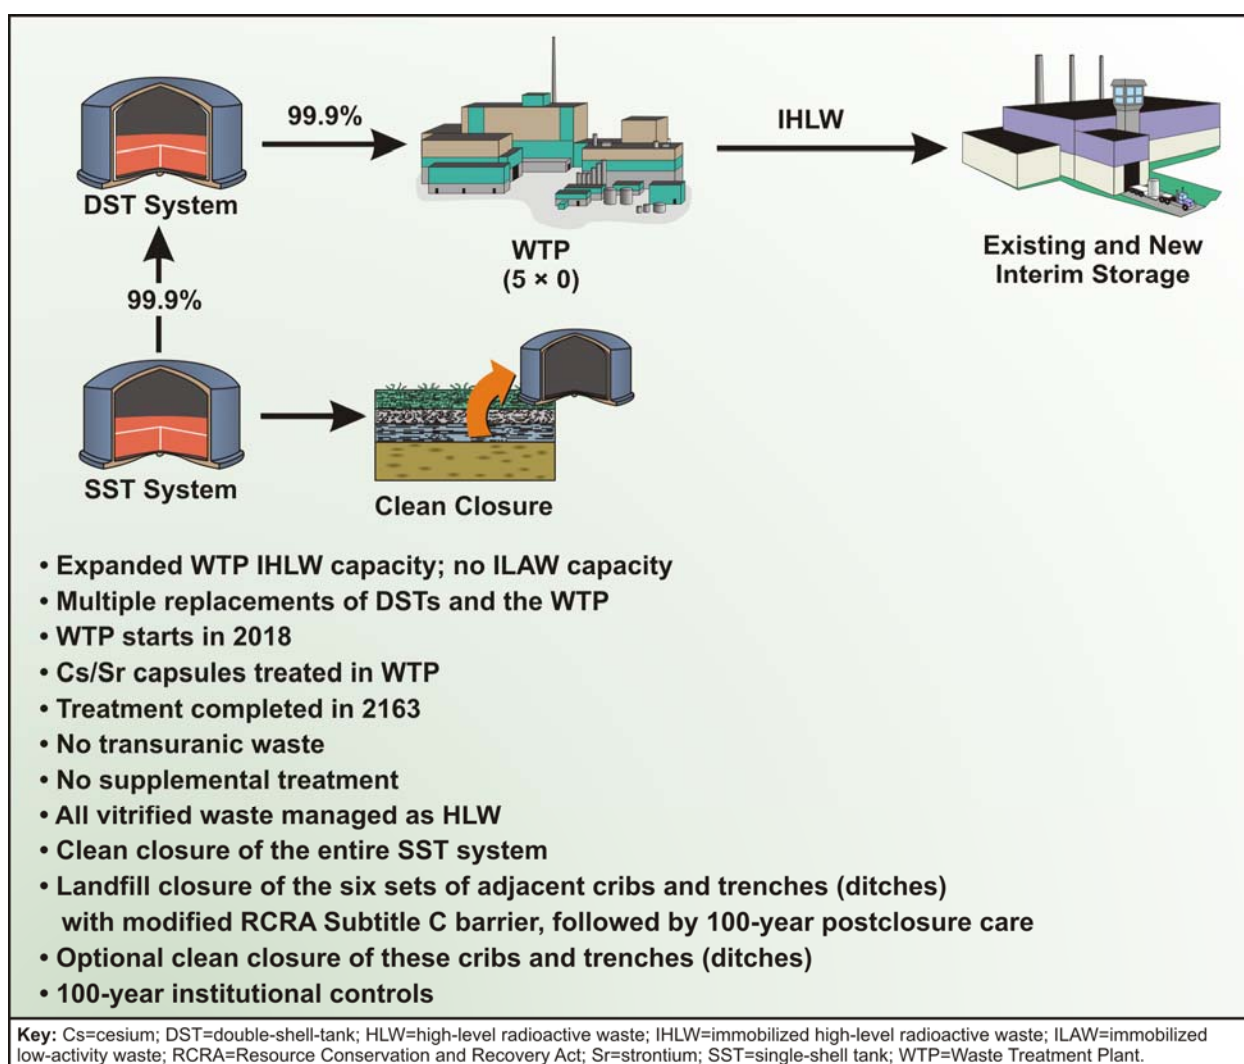 99.9%
IHLW
DST System
WTP
(5 × 0)
Existing and New
Interim Storage
99.9%
SST System
Clean Closure
• Expanded WTP IHLW capacity; no ILAW capacity
• Multiple replacements of DSTs and the WTP
• WTP starts in 2018
• Cs/Sr capsules treated in WTP
• Treatment completed in 2163
• No transuranic waste
• No supplemental treatment
• All vitrified waste managed as HLW
• Clean closure of the entire SST system
• Landfill closure of the six sets of adjacent cribs and trenches (ditches)
with modified RCRA Subtitle C barrier, followed by 100-year postclosure care
• Optional clean closure of these cribs and trenches (ditches)
• 100-year institutional controls
Key: Cs=cesium; DST=double-shell-tank; HLW=high-level radioactive waste; IHLW=immobilized high-level radioactive waste; ILAW=immobilized
low-activity waste; RCRA=Resource Conservation and Recovery Act; Sr=strontium; SST=single-shell tank; WTP=Waste Treatment Plant.